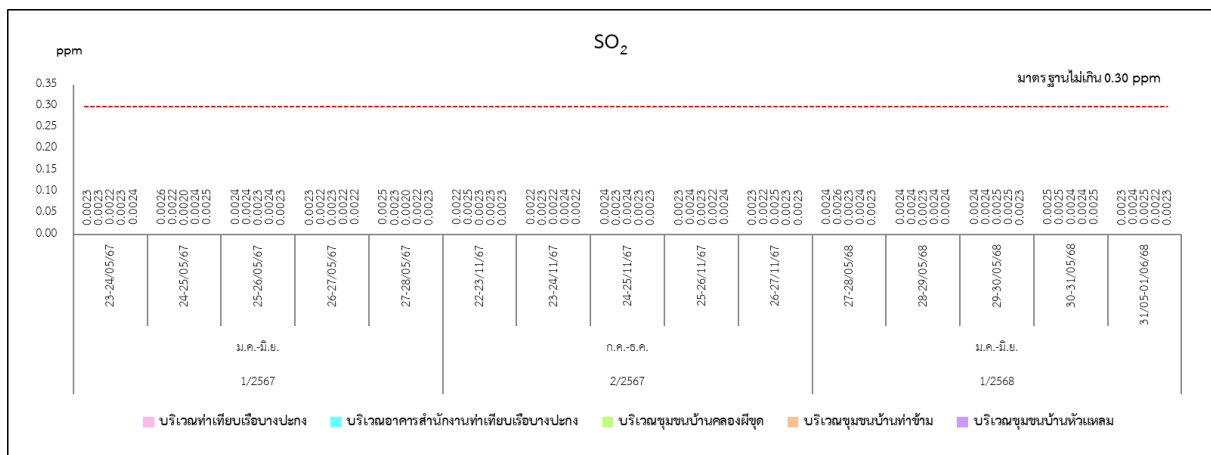 SO2
ppm
มาตรฐานไม่เกิน 0.30 ppm
0.35
0.30
0.25
0.20
0.15
0.10
0.05
0.00
0.0023 0.0023 0.0022 0.0023 0.0024
0.0026 0.0022 0.0020 0.0024 0.0025
0.0024 0.0024 0.0023 0.0024 0.0023
0.0023 0.0022 0.0023 0.0022 0.0022
0.0025 0.0023 0.0020 0.0022 0.0023
0.0022 0.0025 0.0023 0.0023 0.0023
0.0022 0.0022 0.0023 0.0024 0.0022
0.0024 0.0023 0.0024 0.0023 0.0023
0.0023 0.0024 0.0023 0.0022 0.0024
0.0023 0.0022 0.0025 0.0023 0.0023
0.0024 0.0026 0.0023 0.0024 0.0023
0.0024 0.0024 0.0023 0.0024 0.0024
0.0024 0.0024 0.0025 0.0025 0.0023
0.0025 0.0025 0.0024 0.0024 0.0025
0.0023 0.0024 0.0025 0.0022 0.0023
23-24/05/67
24-25/05/67
25-26/05/67
26-27/05/67
27-28/05/67
22-23/11/67
23-24/11/67
24-25/11/67
25-26/11/67
26-27/11/67
27-28/05/68
28-29/05/68
29-30/05/68
30-31/05/68
31/05-01/06/68
ม.ค.-มิ.ย. ก.ค.-ธ.ค. ม.ค.-มิ.ย.
1/2567 2/2567 1/2568
บริเวณท่าเทียบเรือบางปะกง บริเวณอาคารสำนักงานท่าเทียบเรือบางปะกง บริเวณชุมชนบ้านคลองผีขุด บริเวณชุมชนบ้านท่าข้าม บริเวณชุมชนบ้านหัวแหลม